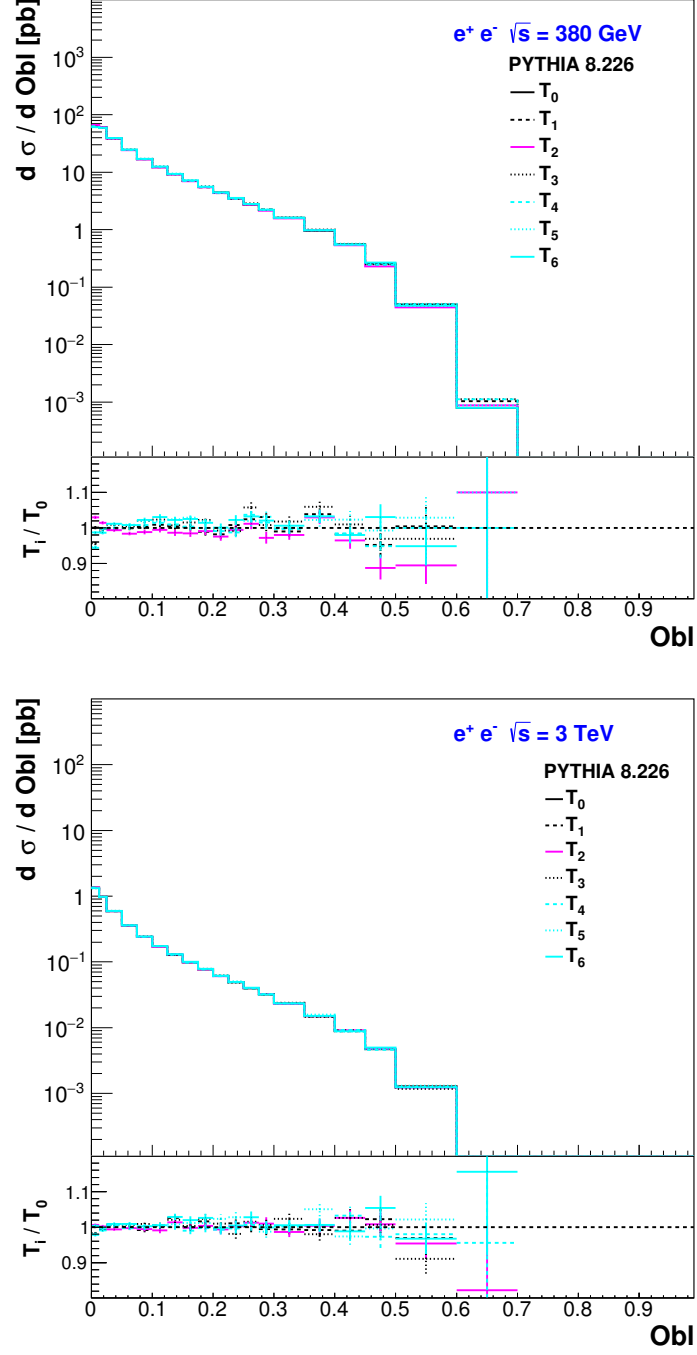 e⁺ e⁻ √s = 380 GeV
PYTHIA 8.226
T₀
T₁
T₂
T₃
T₄
T₅
T₆
d σ / d Obl [pb]
10³
10²
10
1
10⁻¹
10⁻²
10⁻³
T_i / T₀
1.1
1
0.9
0 0.1 0.2 0.3 0.4 0.5 0.6 0.7 0.8 0.9
Obl
e⁺ e⁻ √s = 3 TeV
PYTHIA 8.226
T₀
T₁
T₂
T₃
T₄
T₅
T₆
d σ / d Obl [pb]
10²
10
1
10⁻¹
10⁻²
10⁻³
T_i / T₀
1.1
1
0.9
0 0.1 0.2 0.3 0.4 0.5 0.6 0.7 0.8 0.9
Obl